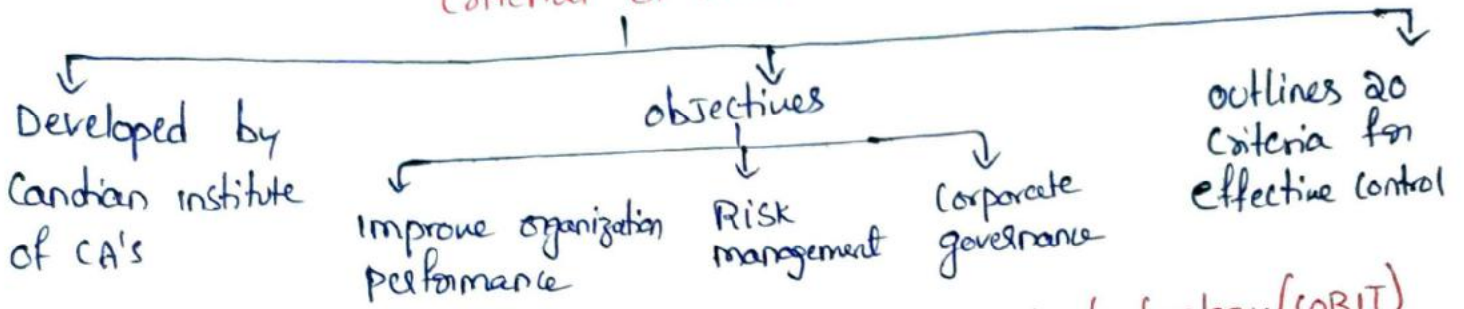 Developed by
Candian institute
of CA's
objectives
Improve organization
performance
Risk
management
Corporate
governance
outlines 20
Criteria for
effective Control
(COBIT)